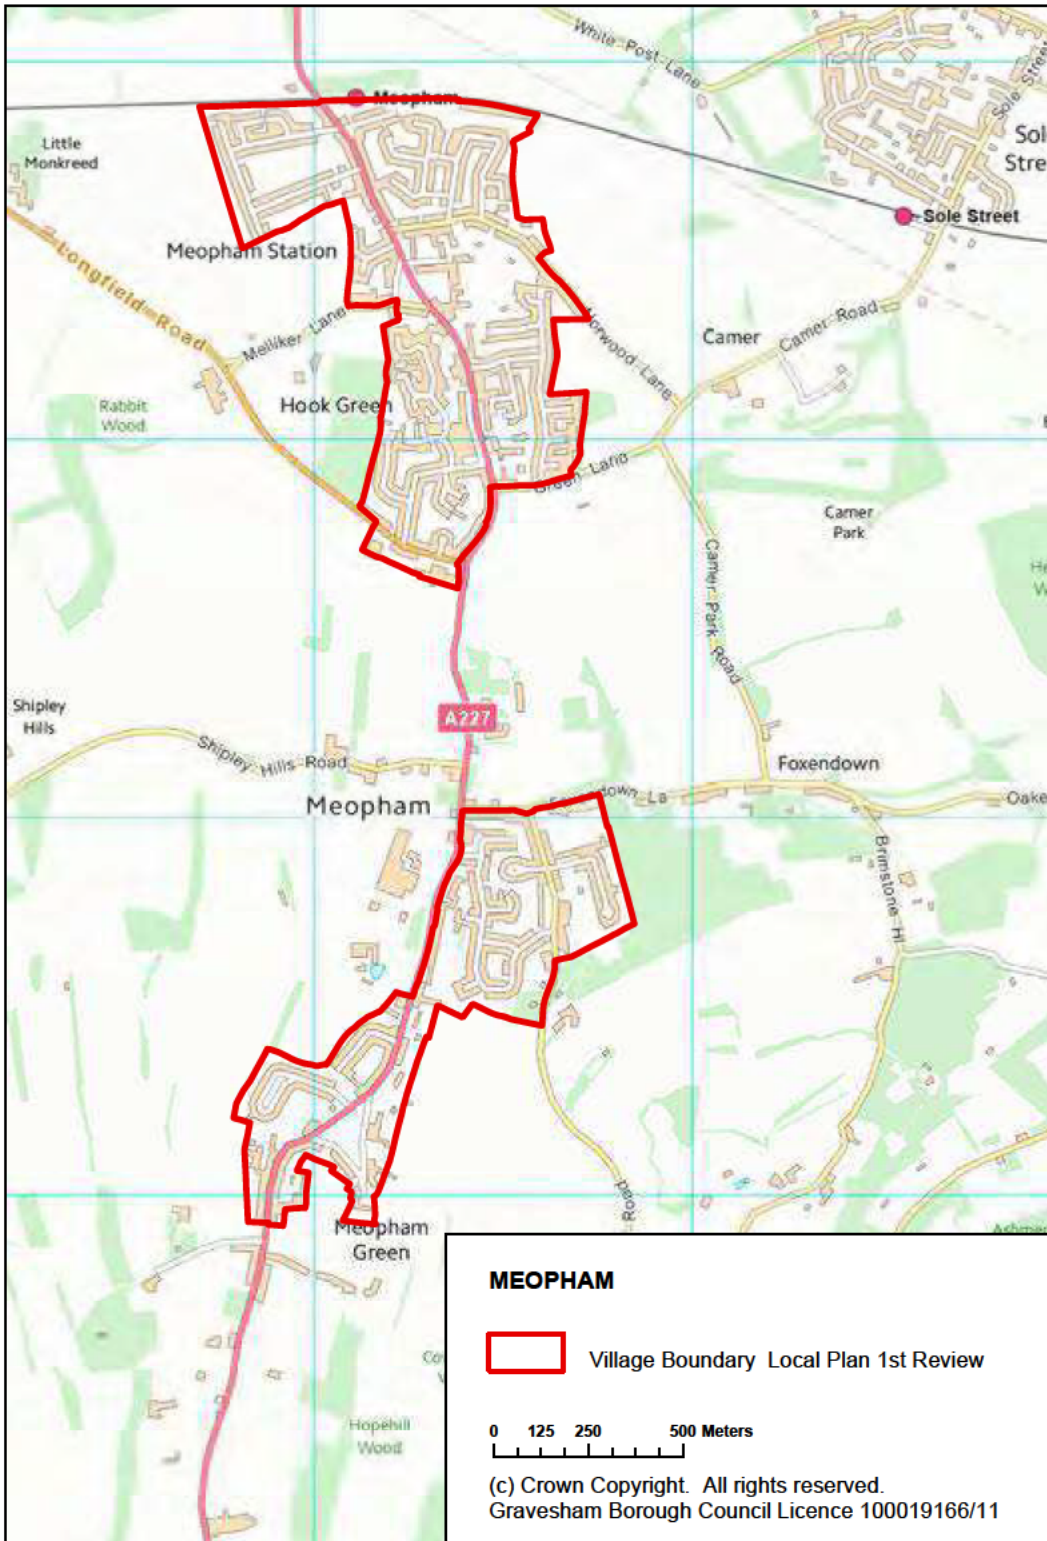 White Post Lane
Meopham
Little
Monkreed
Sole Street
Sole Street
Meopham Station
Longfield Road
Melliker Lane
Norwood Lane
Camer
Camer Road
Rabbit
Wood
Hook Green
Green Lane
Camer
Park
Camer Park Road
Shipley
Hills
A227
Shipley Hills Road
Foxendown
Meopham
Brimstone Hl
Road
Meopham
Green
Hopehill
Wood
MEOPHAM
Village Boundary Local Plan 1st Review
0 125 250 500 Meters
(c) Crown Copyright. All rights reserved.
Gravesham Borough Council Licence 100019166/11